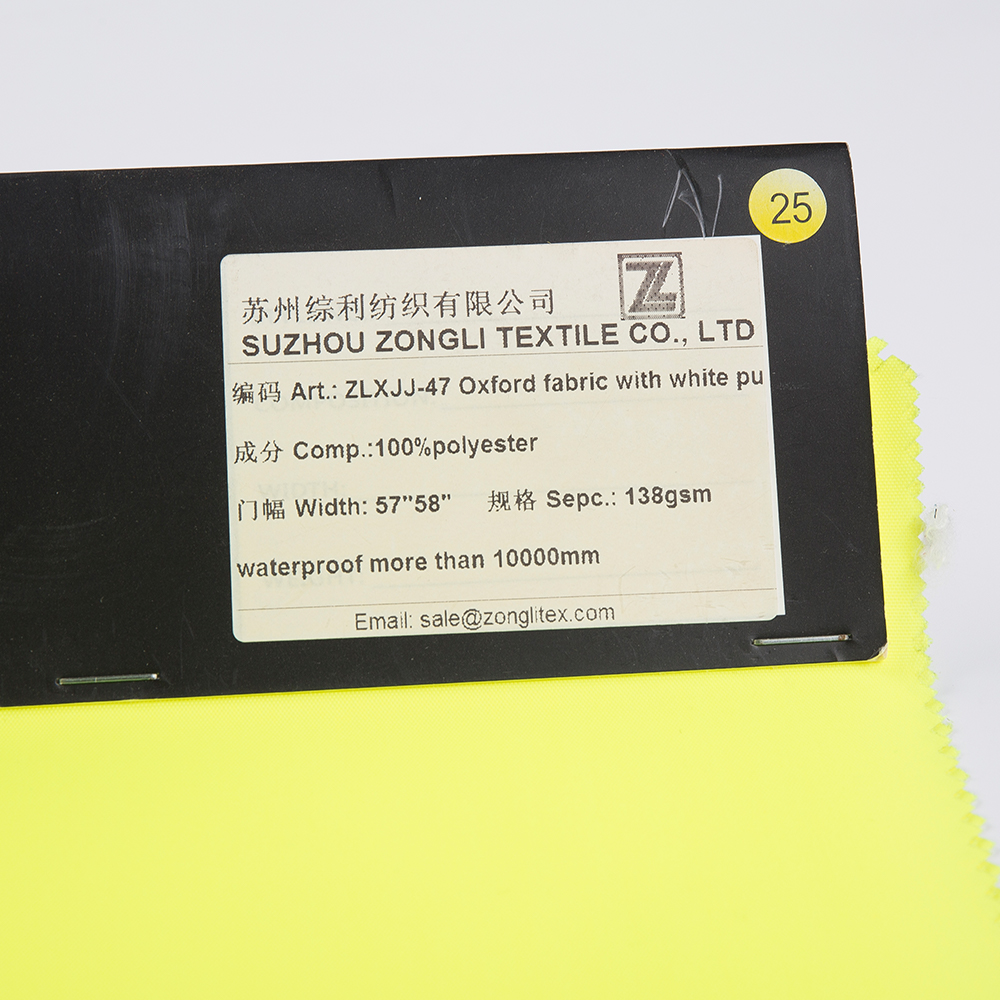 A1
25
Z
苏州综利纺织有限公司
SUZHOU ZONGLI TEXTILE CO., LTD
编码 Art.: ZLXJJ-47 Oxford fabric with white pu
成分 Comp.:100%polyester
门幅 Width: 57"58" 规格 Sepc.: 138gsm
waterproof more than 10000mm
Email: sale@zonglitex.com